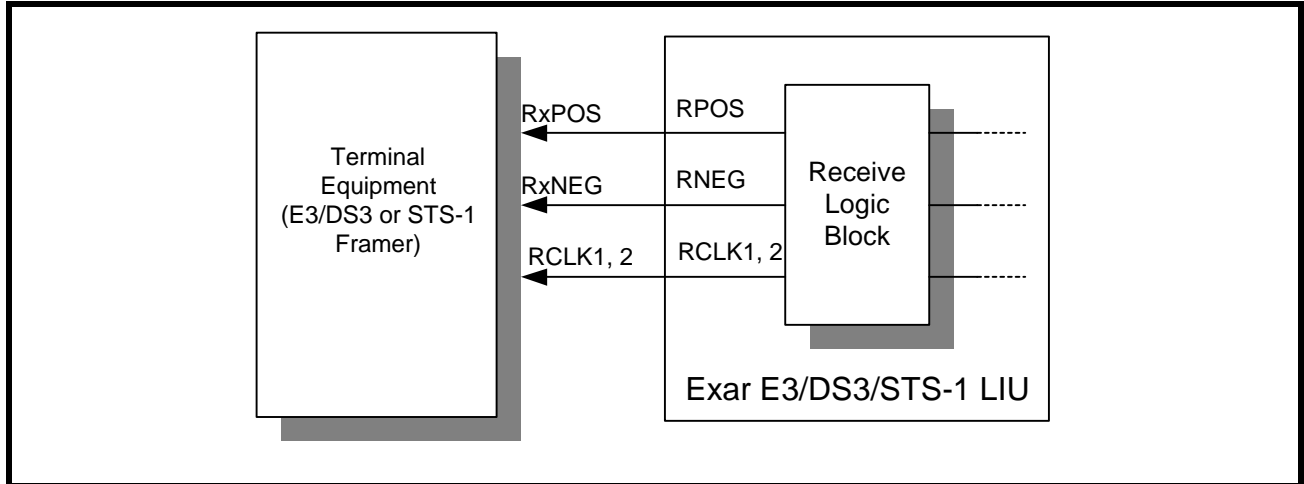 Terminal
Equipment
(E3/DS3 or STS-1
Framer)
RxPOS
RPOS
RxNEG
RNEG
RCLK1, 2
RCLK1, 2
Receive
Logic
Block
Exar E3/DS3/STS-1 LIU